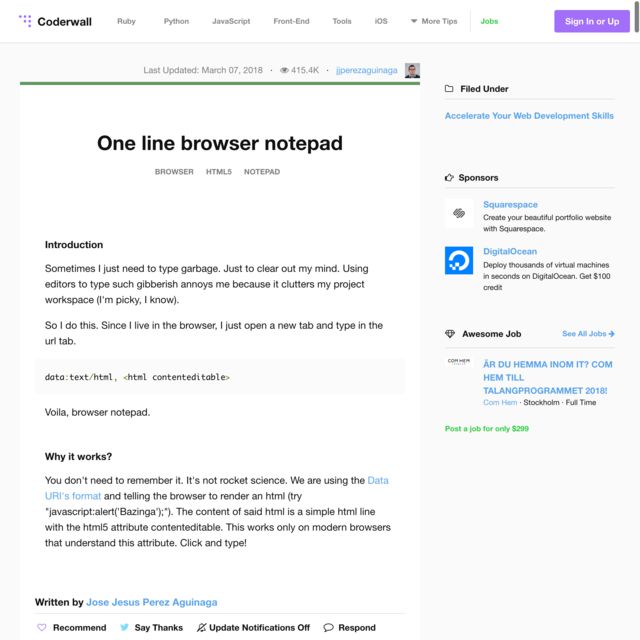 Coderwall
Ruby
Python
JavaScript
Front-End
Tools
iOS
More Tips
Jobs
Sign In or Up
Last Updated: March 07, 2018 · 415.4K · jjperezaguinaga
One line browser notepad
BROWSER HTML5 NOTEPAD
Introduction
Sometimes I just need to type garbage. Just to clear out my mind. Using
editors to type such gibberish annoys me because it clutters my project
workspace (I'm picky, I know).
So I do this. Since I live in the browser, I just open a new tab and type in the
url tab.
data:text/html, <html contenteditable>
Voila, browser notepad.
Why it works?
You don't need to remember it. It's not rocket science. We are using the Data
URI's format and telling the browser to render an html (try
"javascript:alert('Bazinga');"). The content of said html is a simple html line
with the html5 attribute contenteditable. This works only on modern browsers
that understand this attribute. Click and type!
Written by Jose Jesus Perez Aguinaga
Recommend
Say Thanks
Update Notifications Off
Respond
Filed Under
Accelerate Your Web Development Skills
Sponsors
Squarespace
Create your beautiful portfolio website
with Squarespace.
DigitalOcean
Deploy thousands of virtual machines
in seconds on DigitalOcean. Get $100
credit
Awesome Job
See All Jobs
COM HEM
ÄR DU HEMMA INOM IT? COM
HEM TILL
TALANGPROGRAMMET 2018!
Com Hem · Stockholm · Full Time
Post a job for only $299